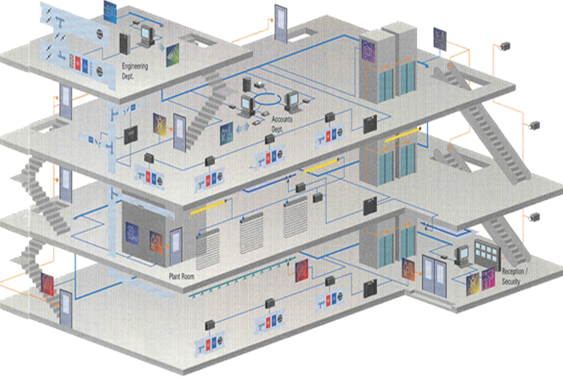 Engineering
Dept.
Accounts
Dept.
Plant Room
Reception /
Security